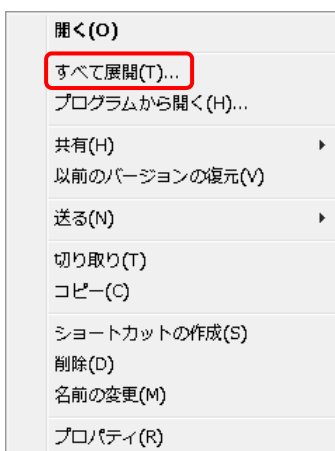 開く(O)
すべて展開(T)...
プログラムから開く(H)...
共有(H)
以前のバージョンの復元(V)
送る(N)
切り取り(T)
コピー(C)
ショートカットの作成(S)
削除(D)
名前の変更(M)
プロパティ(R)